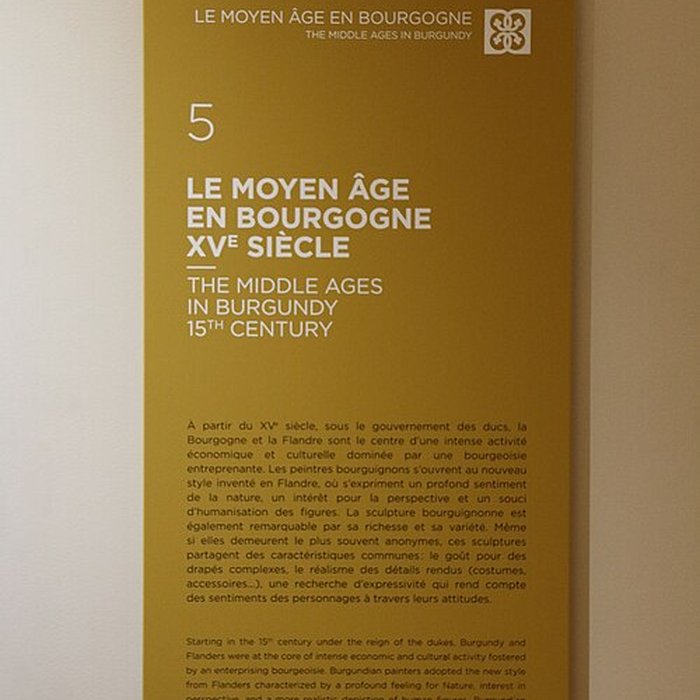 LE MOYEN ÂGE EN BOURGOGNE
THE MIDDLE AGES IN BURGUNDY
5
LE MOYEN ÂGE
EN BOURGOGNE
XVE SIÈCLE
THE MIDDLE AGES
IN BURGUNDY
15TH CENTURY
À partir du XVe siècle, sous le gouvernement des ducs, la
Bourgogne et la Flandre sont le centre d'une intense activité
économique et culturelle dominée par une bourgeoisie
entreprenante. Les peintres bourguignons s'ouvrent au nouveau
style inventé en Flandre, où s'expriment un profond sentiment
de la nature, un intérêt pour la perspective et un souci
d'humanisation des figures. La sculpture bourguignonne est
également remarquable par sa richesse et sa variété. Même
si elles demeurent le plus souvent anonymes, ces sculptures
partagent des caractéristiques communes: le goût pour des
drapés complexes, le réalisme des détails rendus (costumes,
accessoires...), une recherche d'expressivité qui rend compte
des sentiments des personnages à travers leurs attitudes.
Starting in the 15th century under the reign of the dukes, Burgundy and
Flanders were at the core of intense economic and cultural activity fostered
by an enterprising bourgeoisie. Burgundian painters adopted the new style
from Flanders characterized by a profound feeling for Nature, interest in
perspective, and a more realistic depiction of human figures. Burgundian